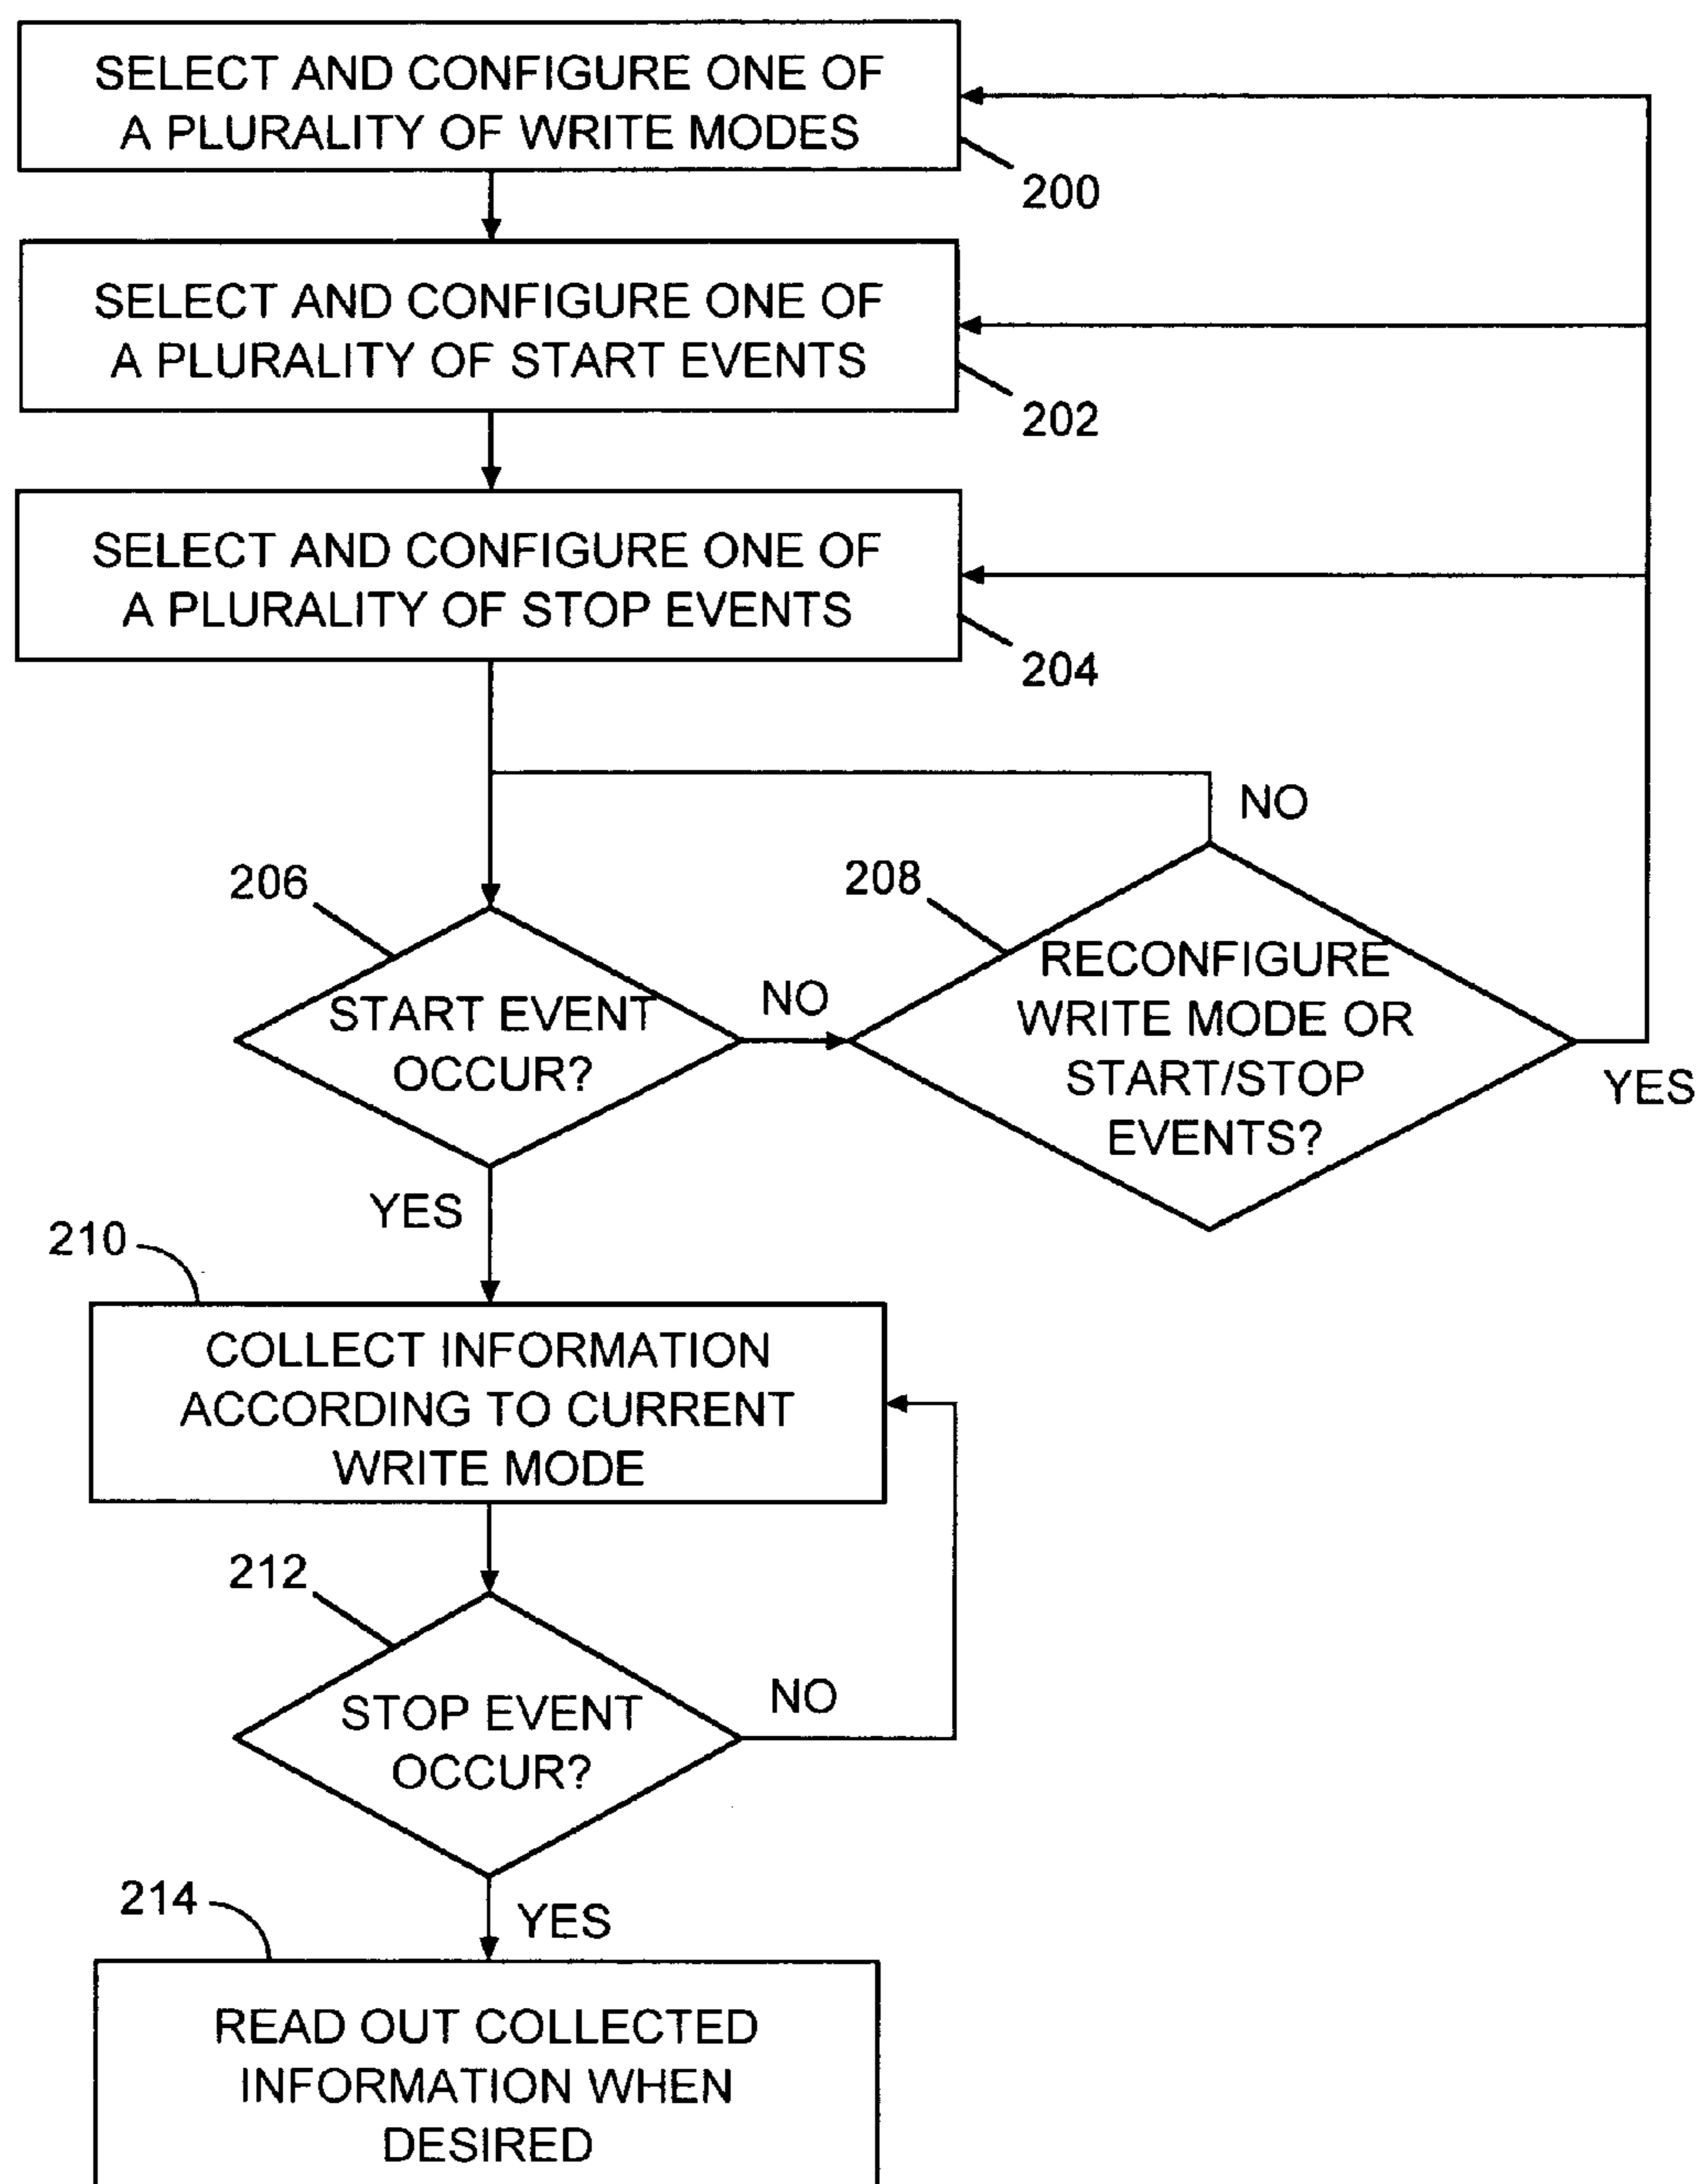 SELECT AND CONFIGURE ONE OF
A PLURALITY OF WRITE MODES
200
SELECT AND CONFIGURE ONE OF
A PLURALITY OF START EVENTS
202
SELECT AND CONFIGURE ONE OF
A PLURALITY OF STOP EVENTS
204
NO
206
208
START EVENT
OCCUR?
NO
RECONFIGURE
WRITE MODE OR
START/STOP
EVENTS?
YES
YES
210
COLLECT INFORMATION
ACCORDING TO CURRENT
WRITE MODE
212
STOP EVENT
OCCUR?
NO
214
YES
READ OUT COLLECTED
INFORMATION WHEN
DESIRED